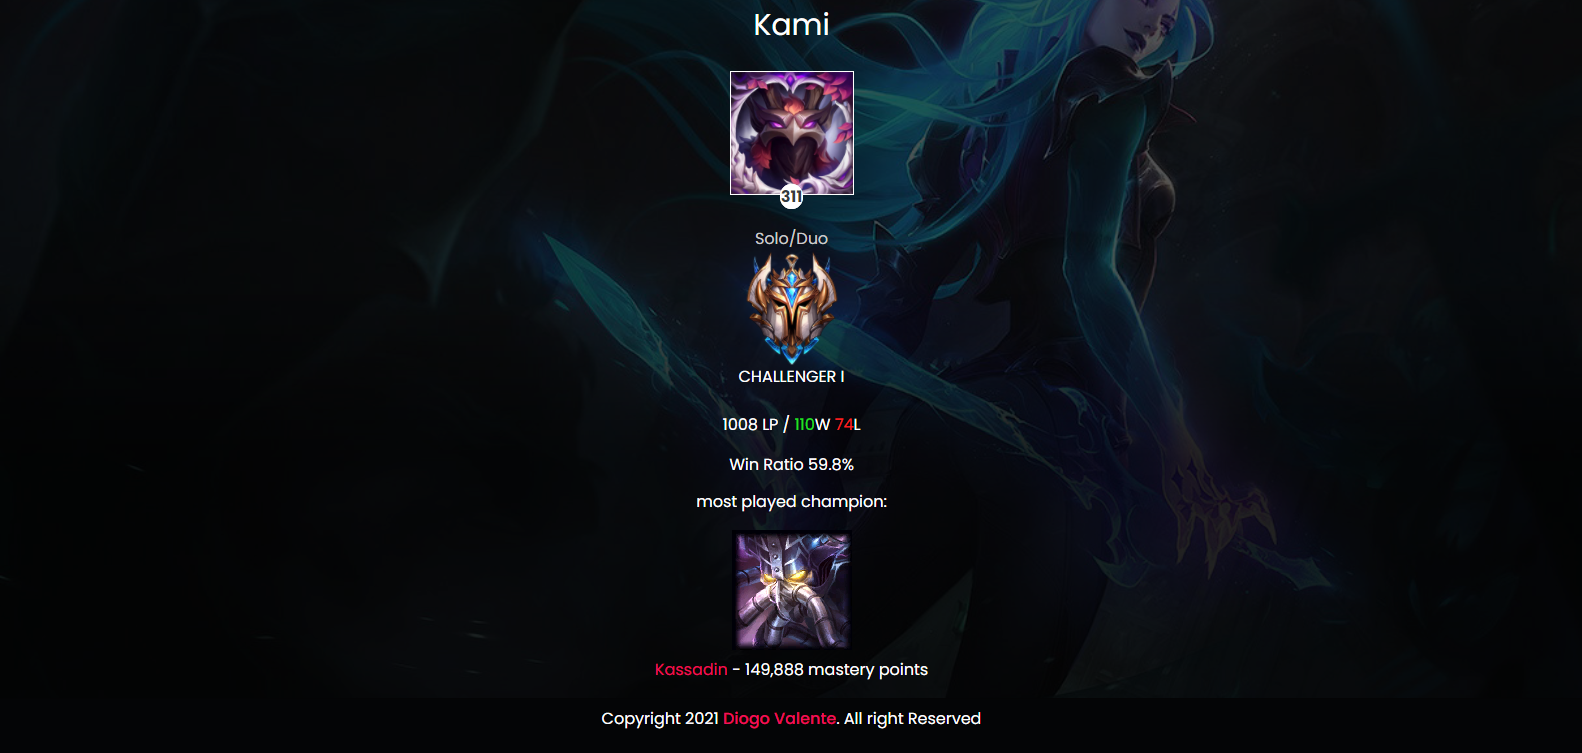 Kami
311
Solo/Duo
CHALLENGER I
1008 LP / 110W 74L
Win Ratio 59.8%
most played champion:
Kassadin - 149,888 mastery points
Copyright 2021 Diogo Valente. All right Reserved